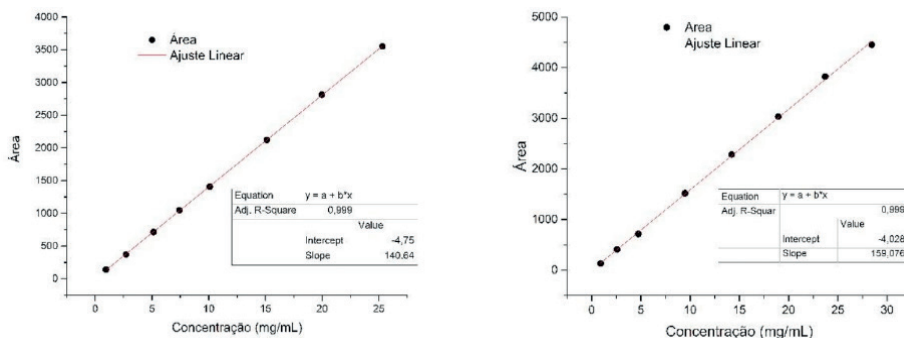 Área
Ajuste Linear
4000
3500
3000
2500
2000
1500
1000
500
0
Área
Equation y = a + b*x
Adj. R-Square 0,999
Value
Intercept -4,75
Slope 140,64
0 5 10 15 20 25
Concentração (mg/mL)
Área
Ajuste Linear
5000
4000
3000
2000
1000
0
Área
Equation y = a + b*x
Adj. R-Squar 0,999
Value
Intercept -4,028
Slope 159,076
0 5 10 15 20 25 30
Concentração (mg/mL)